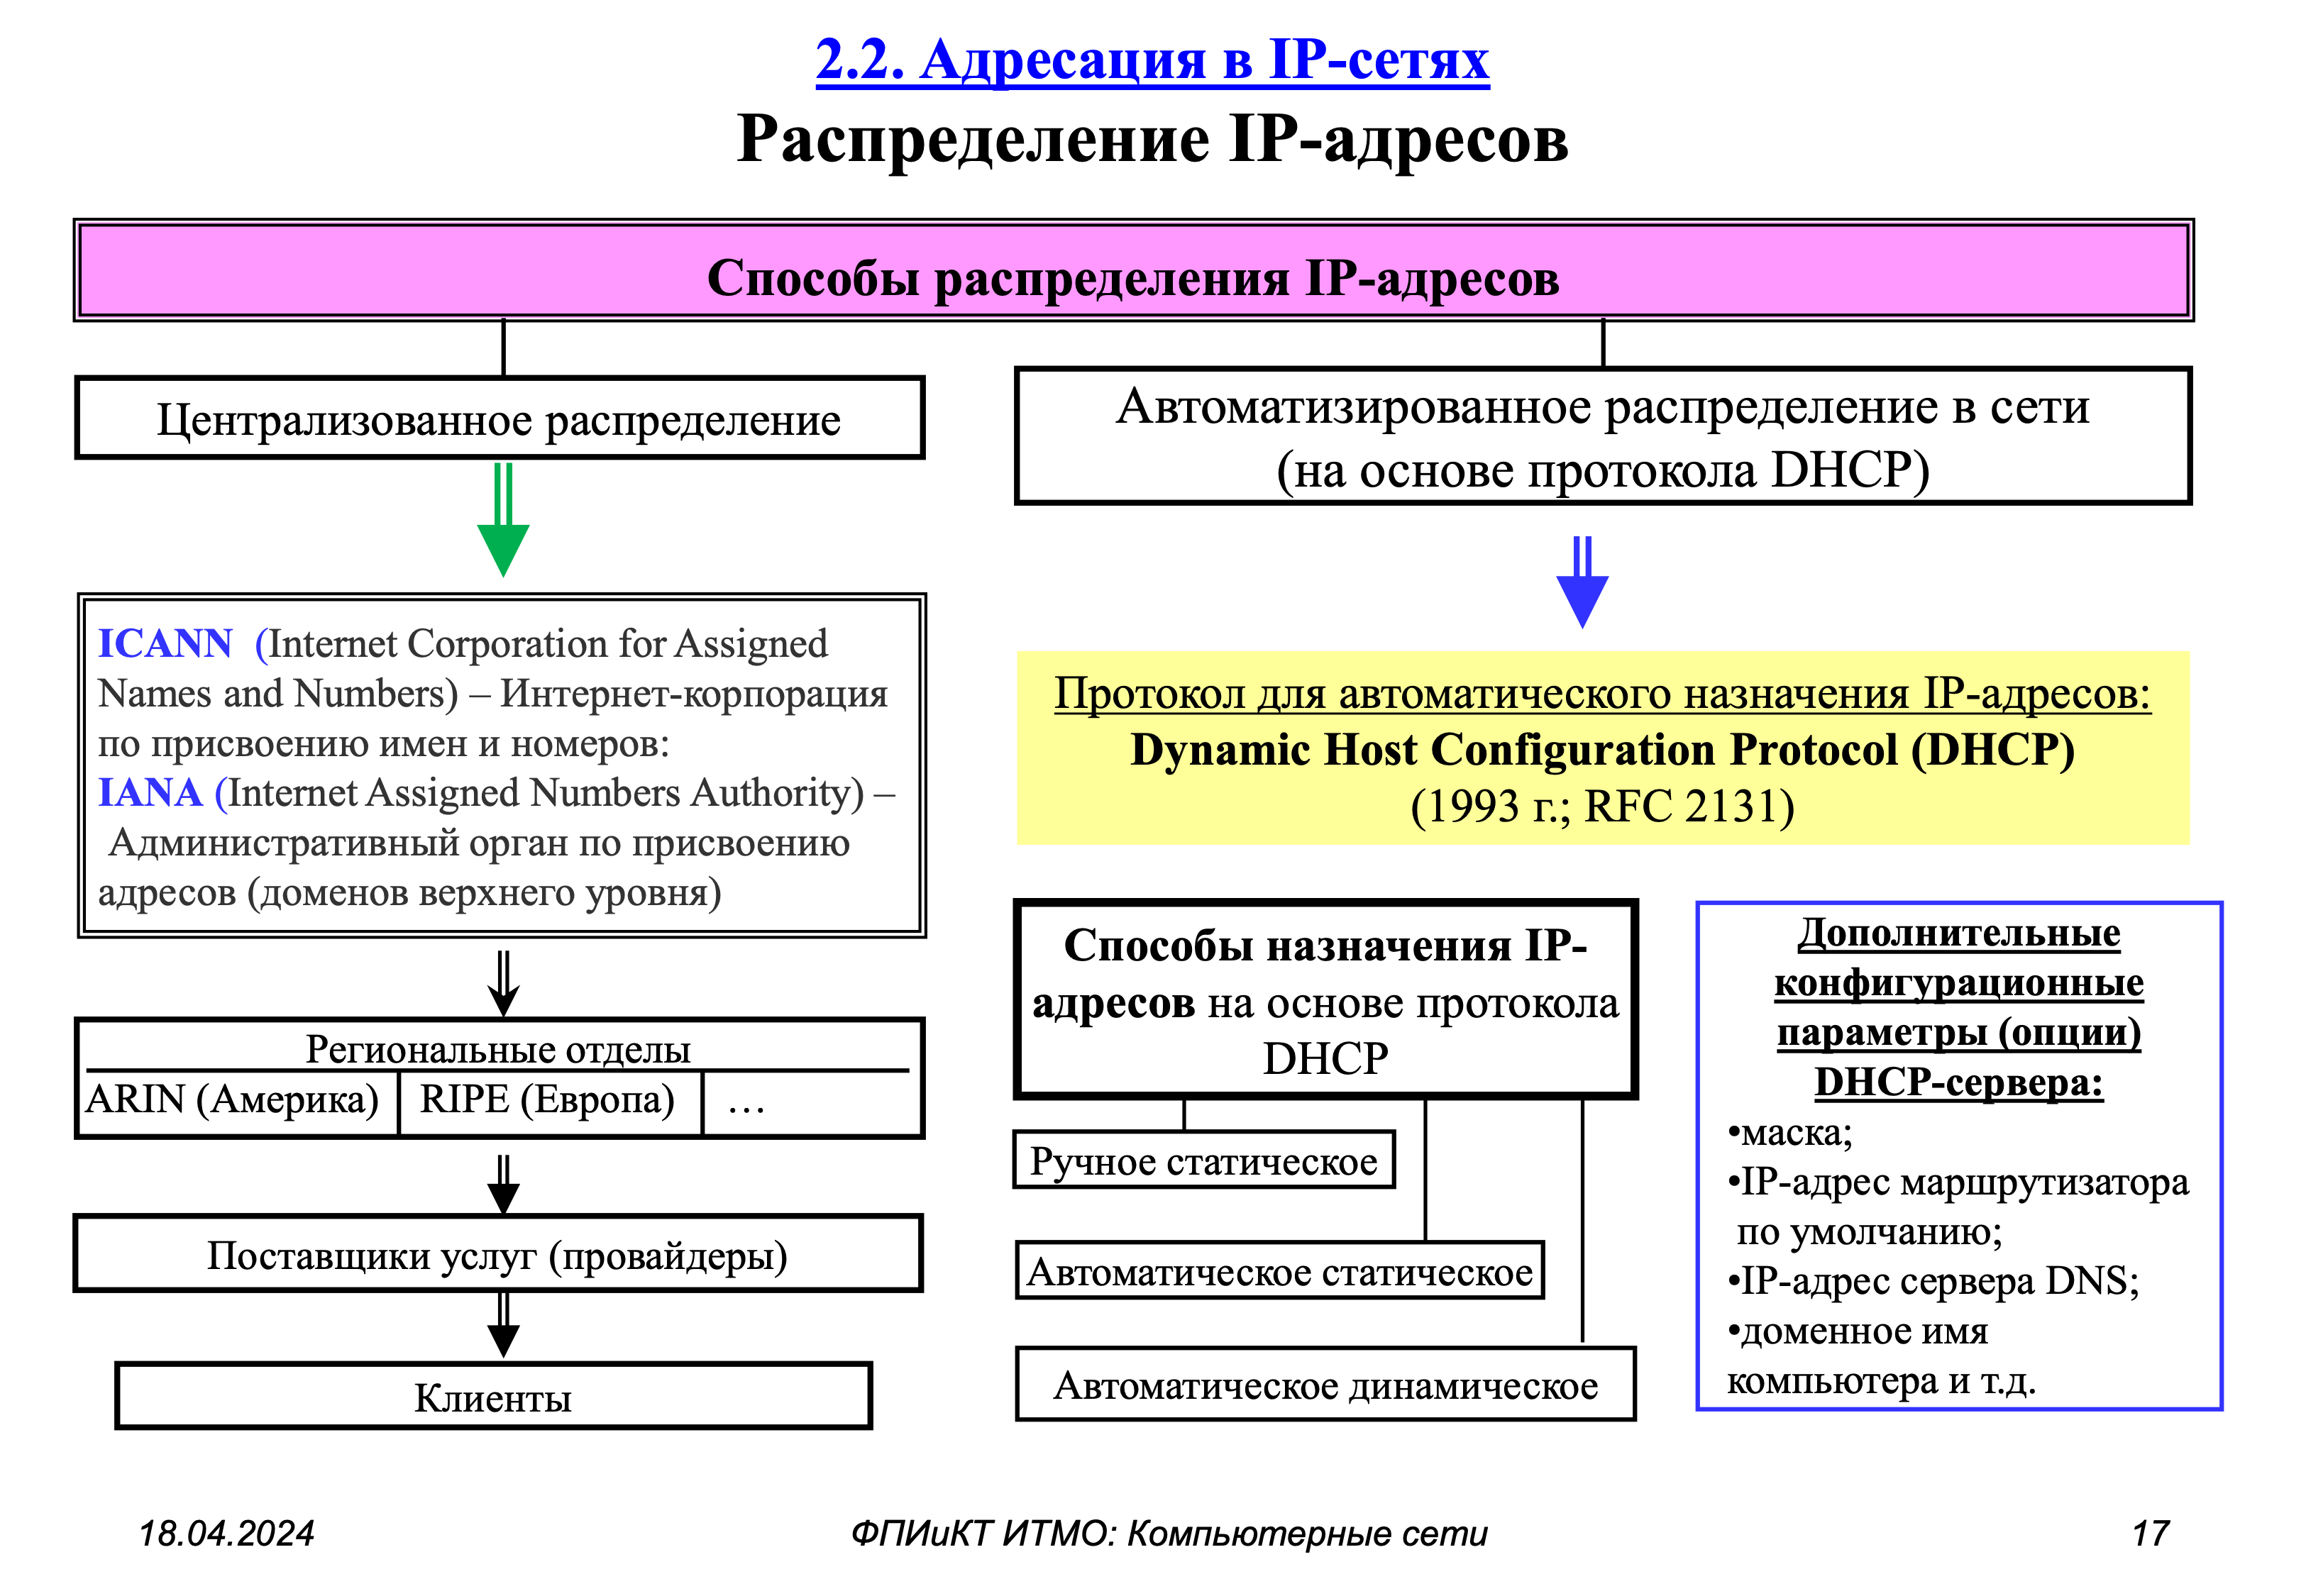 2.2. Адресация в IP-сетях
Распределение IP-адресов
Способы распределения IP-адресов
Централизованное распределение
ICANN (Internet Corporation for Assigned
Names and Numbers) – Интернет-корпорация
по присвоению имен и номеров:
IANA (Internet Assigned Numbers Authority) –
Административный орган по присвоению
адресов (доменов верхнего уровня)
Региональные отделы
ARIN (Америка) RIPE (Европа) …
Поставщики услуг (провайдеры)
Клиенты
Автоматизированное распределение в сети
(на основе протокола DHCP)
Протокол для автоматического назначения IP-адресов:
Dynamic Host Configuration Protocol (DHCP)
(1993 г.; RFC 2131)
Способы назначения IP-
адресов на основе протокола
DHCP
Ручное статическое
Автоматическое статическое
Автоматическое динамическое
Дополнительные
конфигурационные
параметры (опции)
DHCP-сервера:
•маска;
•IP-адрес маршрутизатора
по умолчанию;
•IP-адрес сервера DNS;
•доменное имя
компьютера и т.д.
18.04.2024
ФПИиКТ ИТМО: Компьютерные сети
17